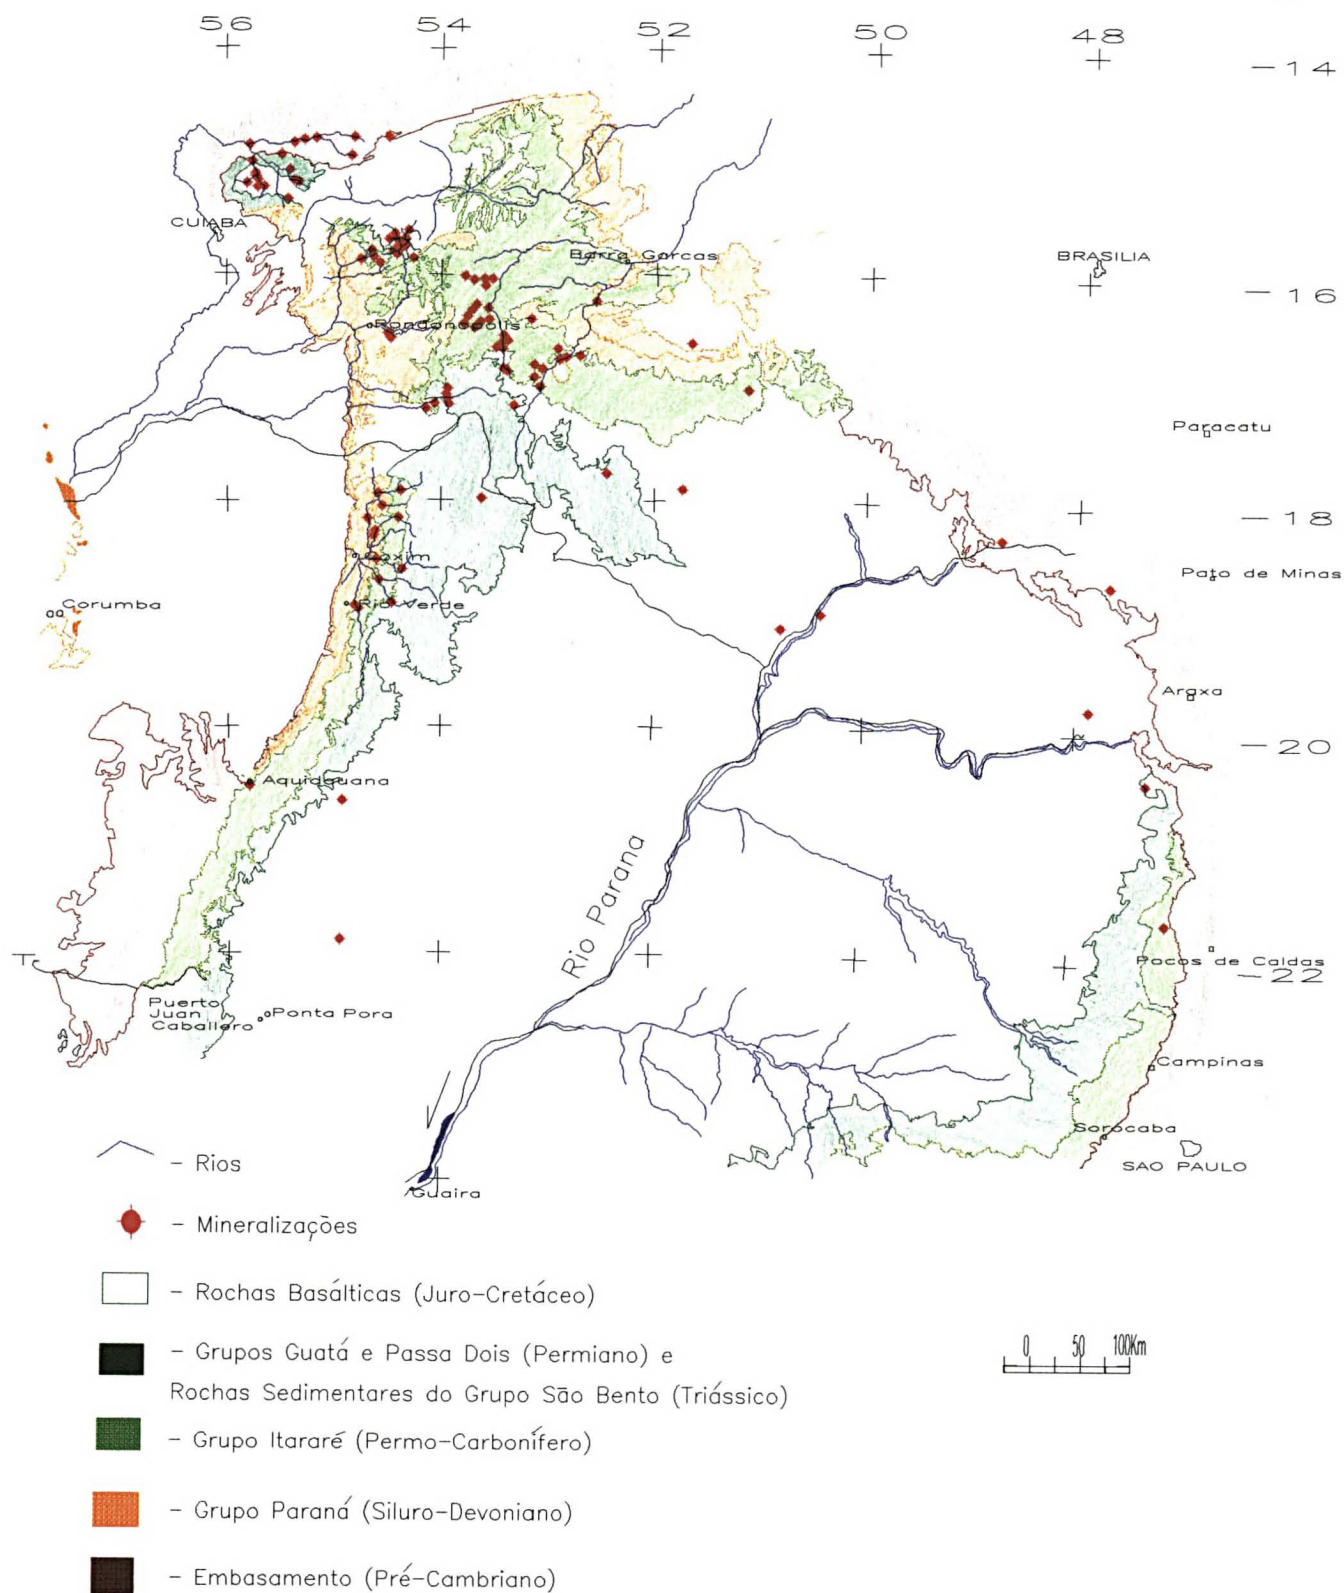 56
54
52
50
48
-14
CUIABA
Barra Garcas
BRASILIA
-16
Rondonopolis
Paracatu
-18
Coxim
Pato de Minas
Corumba
Rio Verde
Araxa
-20
Aquidauana
Rio Parana
Pocos de Caldas
-22
Puerto
Juan
Caballero
Ponta Pora
Campinas
Sorocaba
SAO PAULO
Guaira
- Rios
- Mineralizações
- Rochas Basálticas (Juro-Cretáceo)
- Grupos Guatá e Passa Dois (Permiano) e
Rochas Sedimentares do Grupo São Bento (Triássico)
0 50 100Km
- Grupo Itararé (Permo-Carbonífero)
- Grupo Paraná (Siluro-Devoniano)
- Embasamento (Pré-Cambriano)